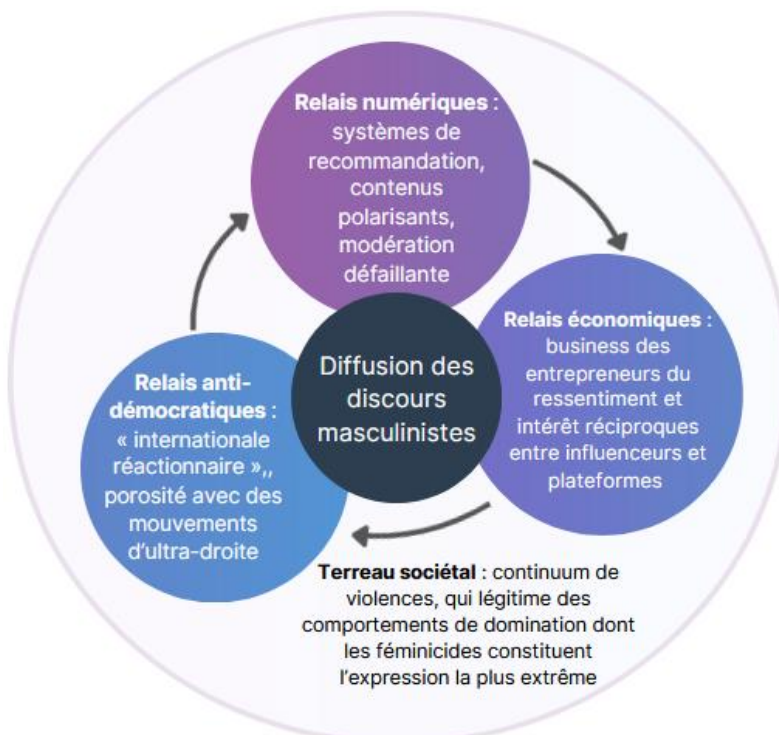 Relais numériques :
systèmes de
recommandation,
contenus
polarisants,
modération
défaillante
Relais économiques :
business des
entrepreneurs du
ressentiment et
intérêt réciproques
entre influenceurs et
plateformes
Diffusion des
discours
masculinistes
Relais anti-
démocratiques :
« internationale
réactionnaire »,,
porosité avec des
mouvements
d’ultra-droite
Terreau sociétal : continuum de
violences, qui légitime des
comportements de domination dont
les féminicides constituent
l’expression la plus extrême